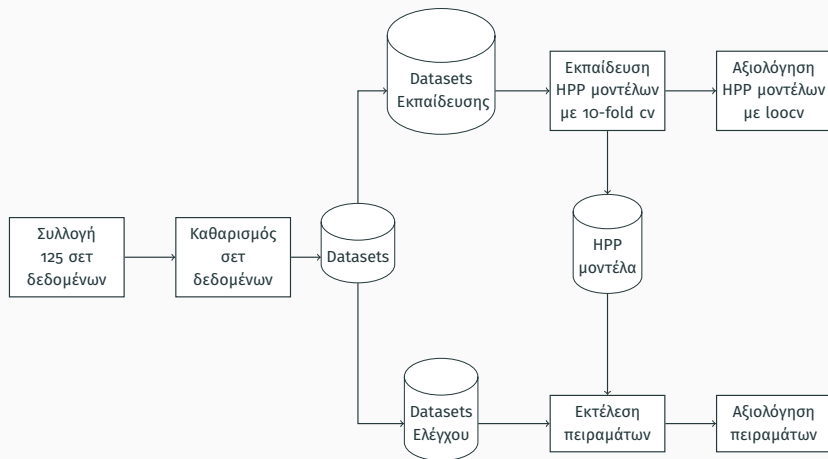 Datasets
Εκπαίδευσης
Εκπαίδευση
HPP μοντέλων
με 10-fold cv
Αξιολόγηση
HPP μοντέλων
με loocv
Συλλογή
125 σετ
δεδομένων
Καθαρισμός
σετ
δεδομένων
Datasets
HPP
μοντέλα
Datasets
Ελέγχου
Εκτέλεση
πειραμάτων
Αξιολόγηση
πειραμάτων